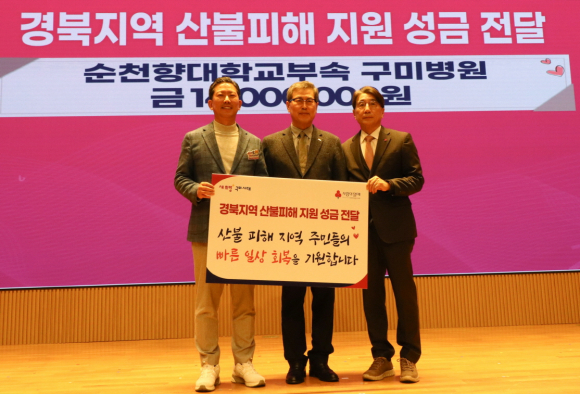 경북지역 산불피해 지원 성금 전달
순천향대학교부속 구미병원
금 원
경북지역 산불피해 지원 성금 전달
산불 피해 지역 주민들의
빠른 일상 회복을 기원합니다